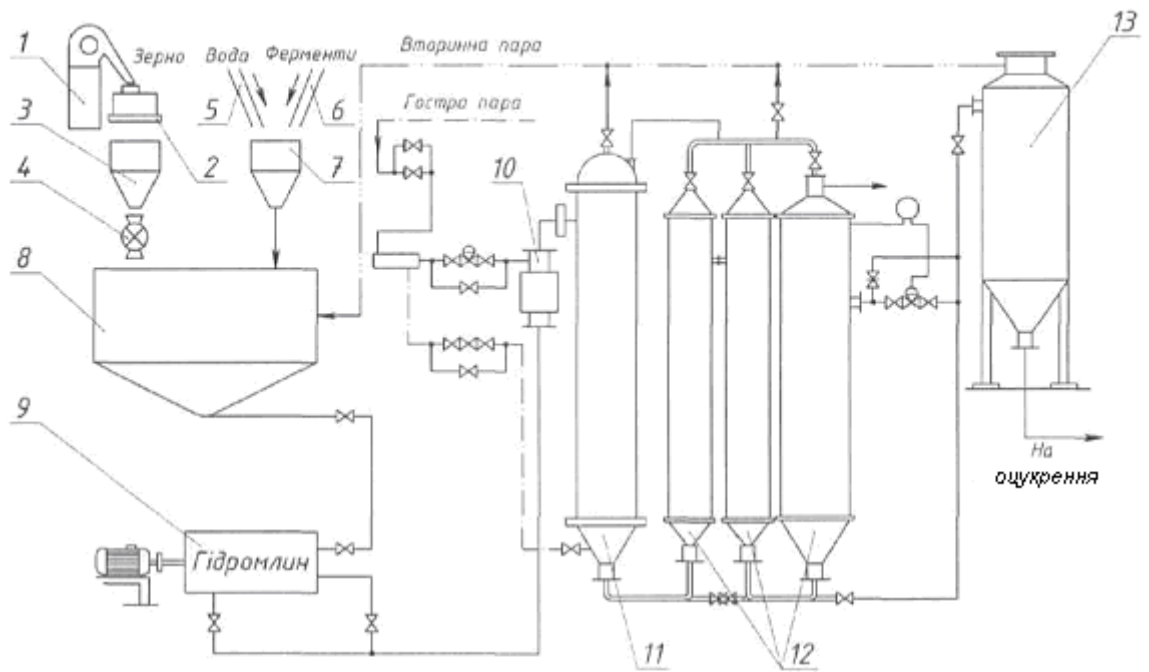 1
Зерно Вода Ферменти
Вторинна пара
13
5
6
Гостра пара
3
2
7
10
4
8
9
Гідромлин
На
оцукрення
11
12